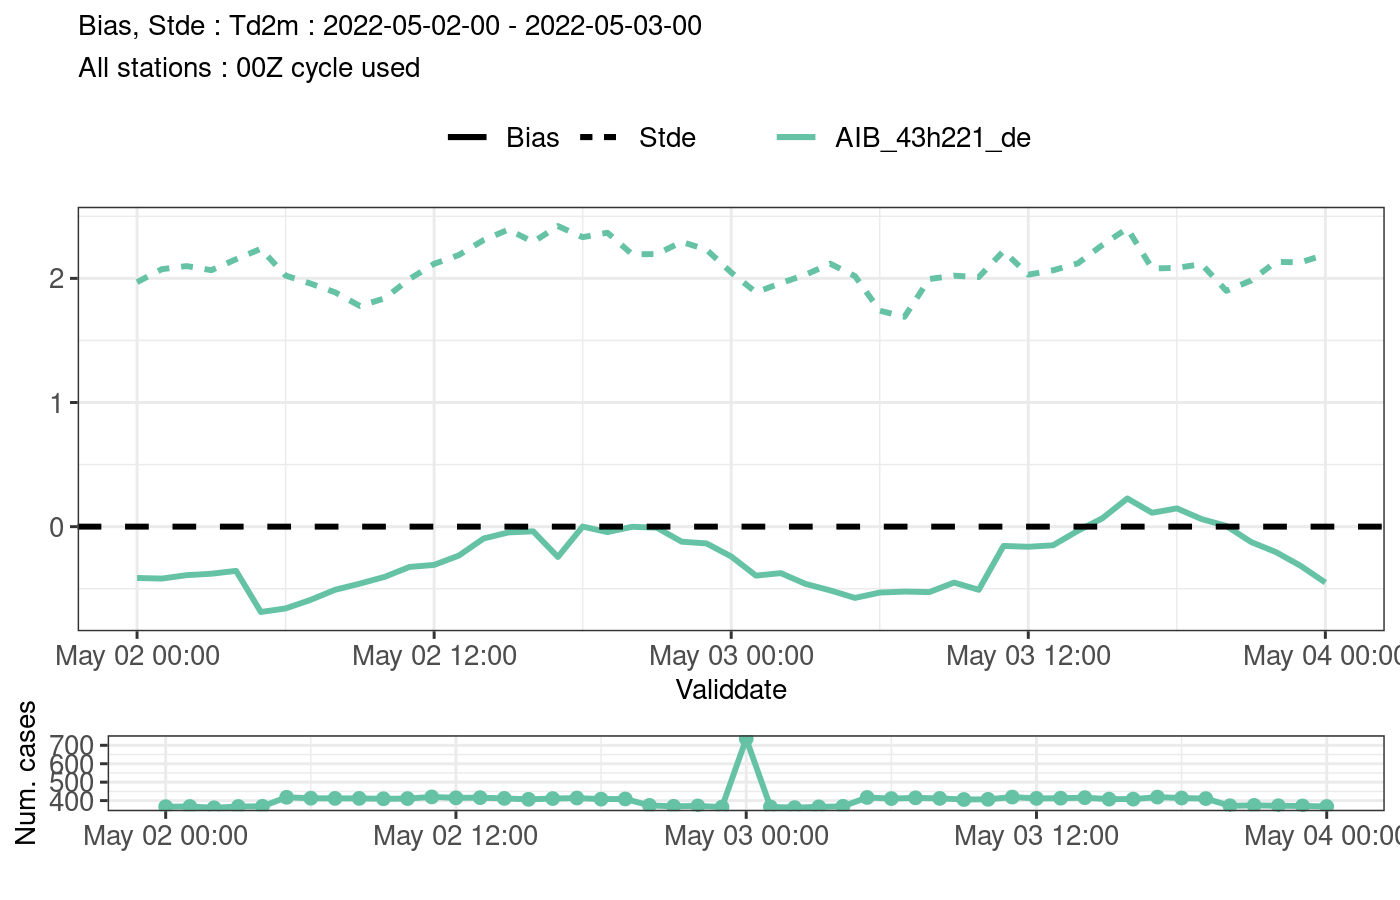 Bias, Stde : Td2m : 2022-05-02-00 - 2022-05-03-00
All stations : 00Z cycle used
Bias Stde AIB_43h221_de
2
1
0
May 02 00:00 May 02 12:00 May 03 00:00 May 03 12:00 May 04 00:00
Validdate
Num. cases
700
600
500
400
May 02 00:00 May 02 12:00 May 03 00:00 May 03 12:00 May 04 00:00